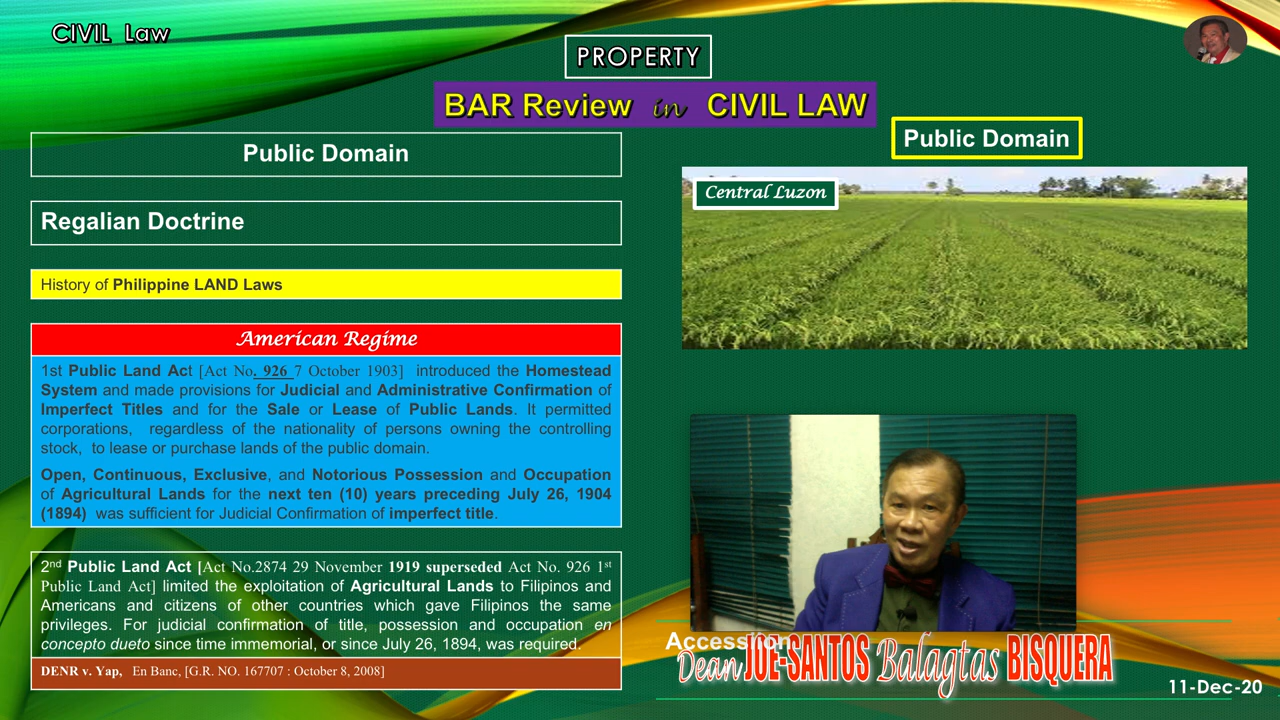 CIVIL Law
PROPERTY
BAR Review in CIVIL LAW
Public Domain
Regalian Doctrine
History of Philippine LAND Laws
American Regime
1st Public Land Act [Act No. 926 7 October 1903] introduced the Homestead
System and made provisions for Judicial and Administrative Confirmation of
Imperfect Titles and for the Sale or Lease of Public Lands. It permitted
corporations, regardless of the nationality of persons owning the controlling
stock, to lease or purchase lands of the public domain.
Open, Continuous, Exclusive, and Notorious Possession and Occupation
of Agricultural Lands for the next ten (10) years preceding July 26, 1904
(1894) was sufficient for Judicial Confirmation of imperfect title.
2nd Public Land Act [Act No.2874 29 November 1919 superseded Act No. 926 1st
Public Land Act] limited the exploitation of Agricultural Lands to Filipinos and
Americans and citizens of other countries which gave Filipinos the same
privileges. For judicial confirmation of title, possession and occupation en
concepto dueto since time immemorial, or since July 26, 1894, was required.
DENR v. Yap, En Banc, [G.R. NO. 167707 : October 8, 2008]
Public Domain
Central Luzon
Accession
Dean JOE-SANTOS Balagtas BISQUERA
11-Dec-20